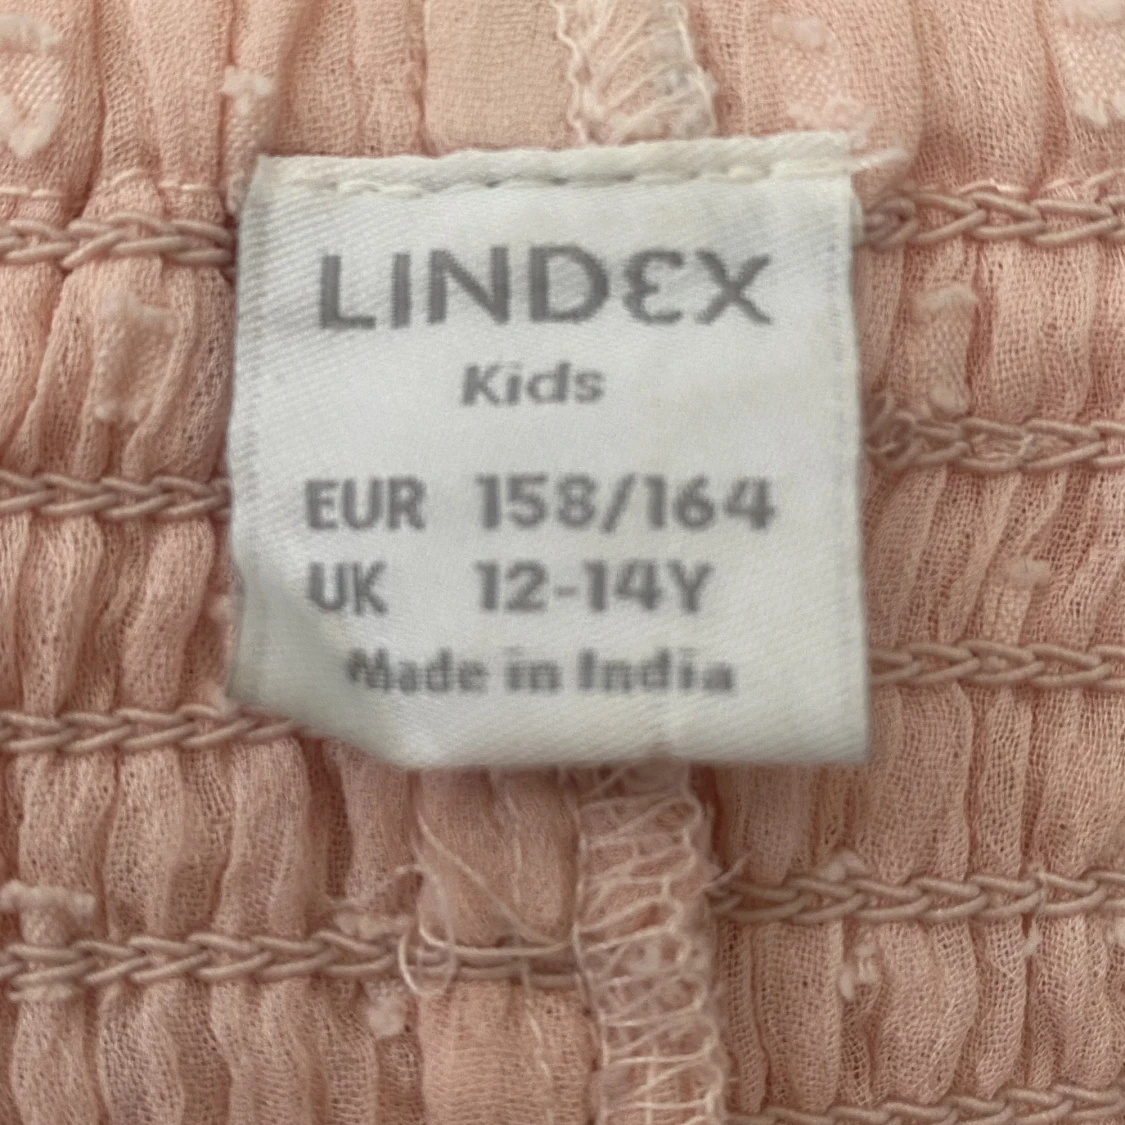 LINDEX
Kids
EUR 158/164
UK 12-14Y
Made in India